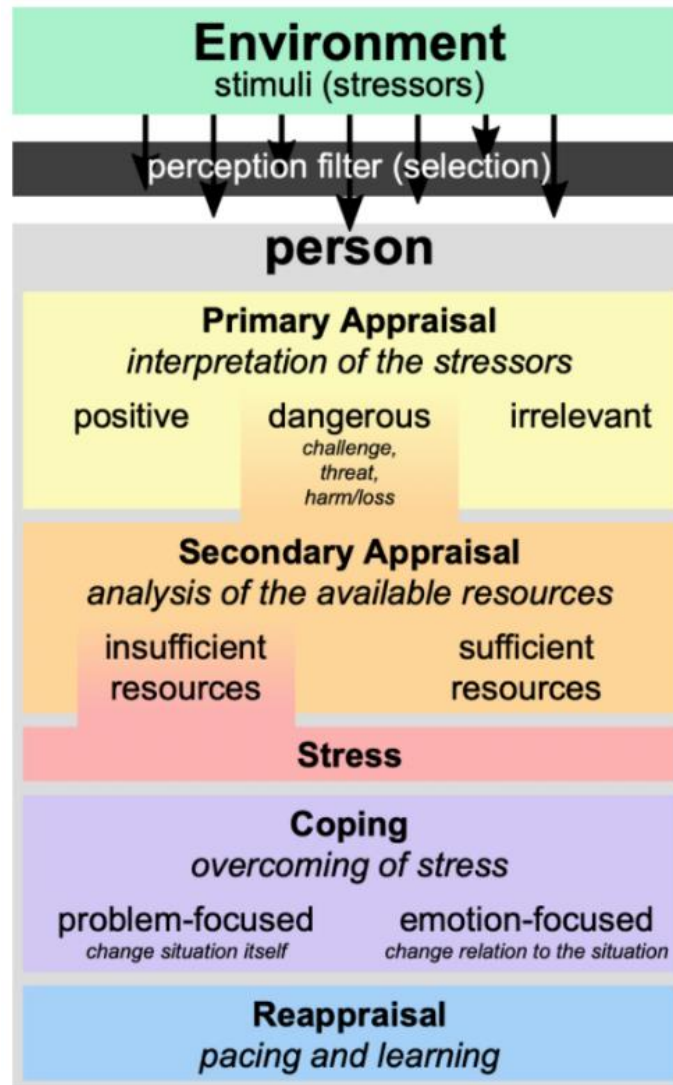 Environment
stimuli (stressors)
perception filter (selection)
person
Primary Appraisal
interpretation of the stressors
positive dangerous irrelevant
challenge,
threat,
harm/loss
Secondary Appraisal
analysis of the available resources
insufficient sufficient
resources resources
Stress
Coping
overcoming of stress
problem-focused emotion-focused
change situation itself change relation to the situation
Reappraisal
pacing and learning